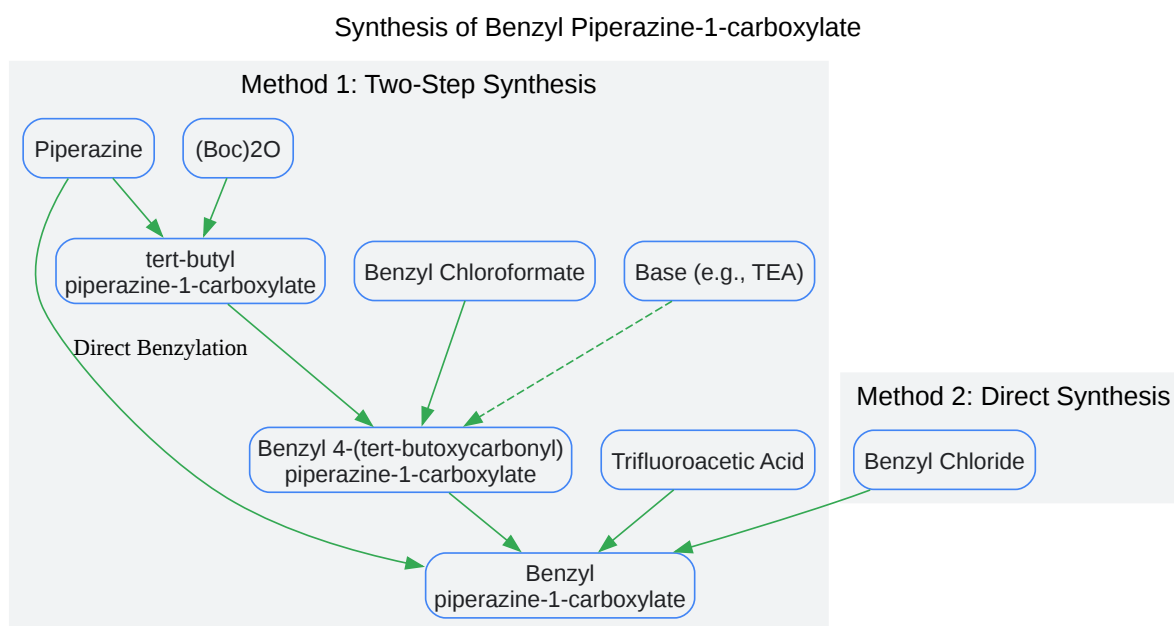 Synthesis of Benzyl Piperazine-1-carboxylate
Method 1: Two-Step Synthesis
Piperazine
(Boc)2O
tert-butyl
piperazine-1-carboxylate
Benzyl Chloroformate
Base (e.g., TEA)
Direct Benzylation
Method 2: Direct Synthesis
Benzyl 4-(tert-butoxycarbonyl)
piperazine-1-carboxylate
Trifluoroacetic Acid
Benzyl Chloride
Benzyl
piperazine-1-carboxylate